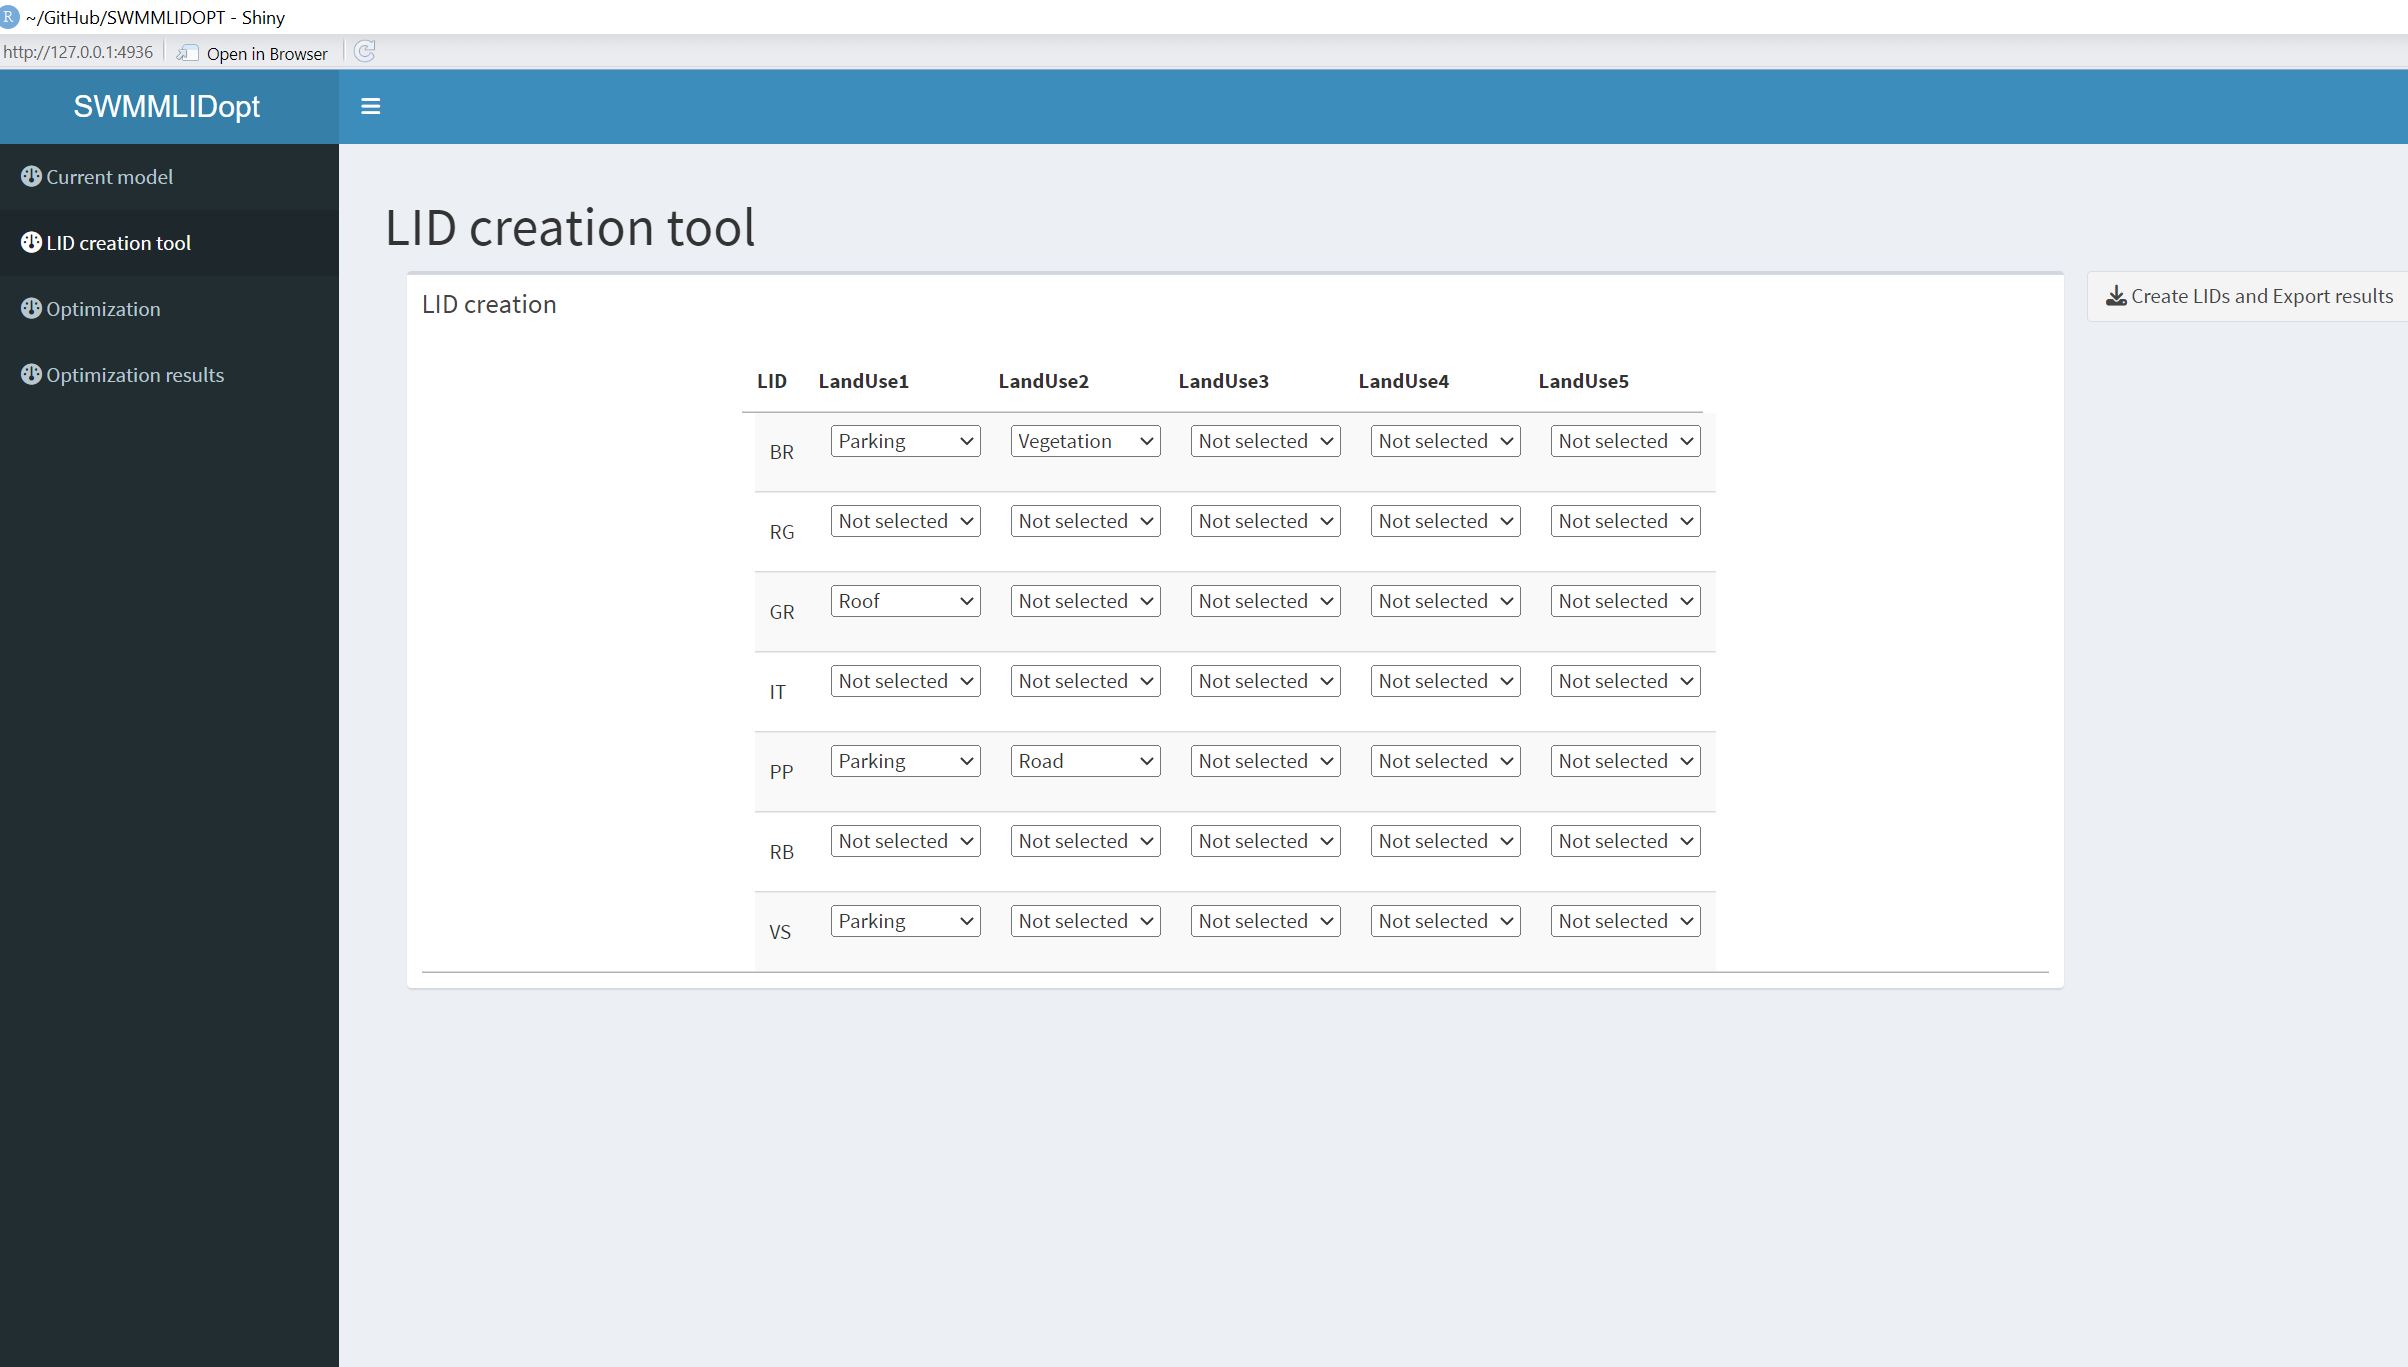 R ~/GitHub/SWMMLIDOPT - Shiny
http://127.0.0.1:4936 Open in Browser
SWMMLIDopt
Current model
LID creation tool
Optimization
Optimization results
LID creation tool
LID creation
Create LIDs and Export results
LID LandUse1 LandUse2 LandUse3 LandUse4 LandUse5
BR Parking Vegetation Not selected Not selected Not selected
RG Not selected Not selected Not selected Not selected Not selected
GR Roof Not selected Not selected Not selected Not selected
IT Not selected Not selected Not selected Not selected Not selected
PP Parking Road Not selected Not selected Not selected
RB Not selected Not selected Not selected Not selected Not selected
VS Parking Not selected Not selected Not selected Not selected